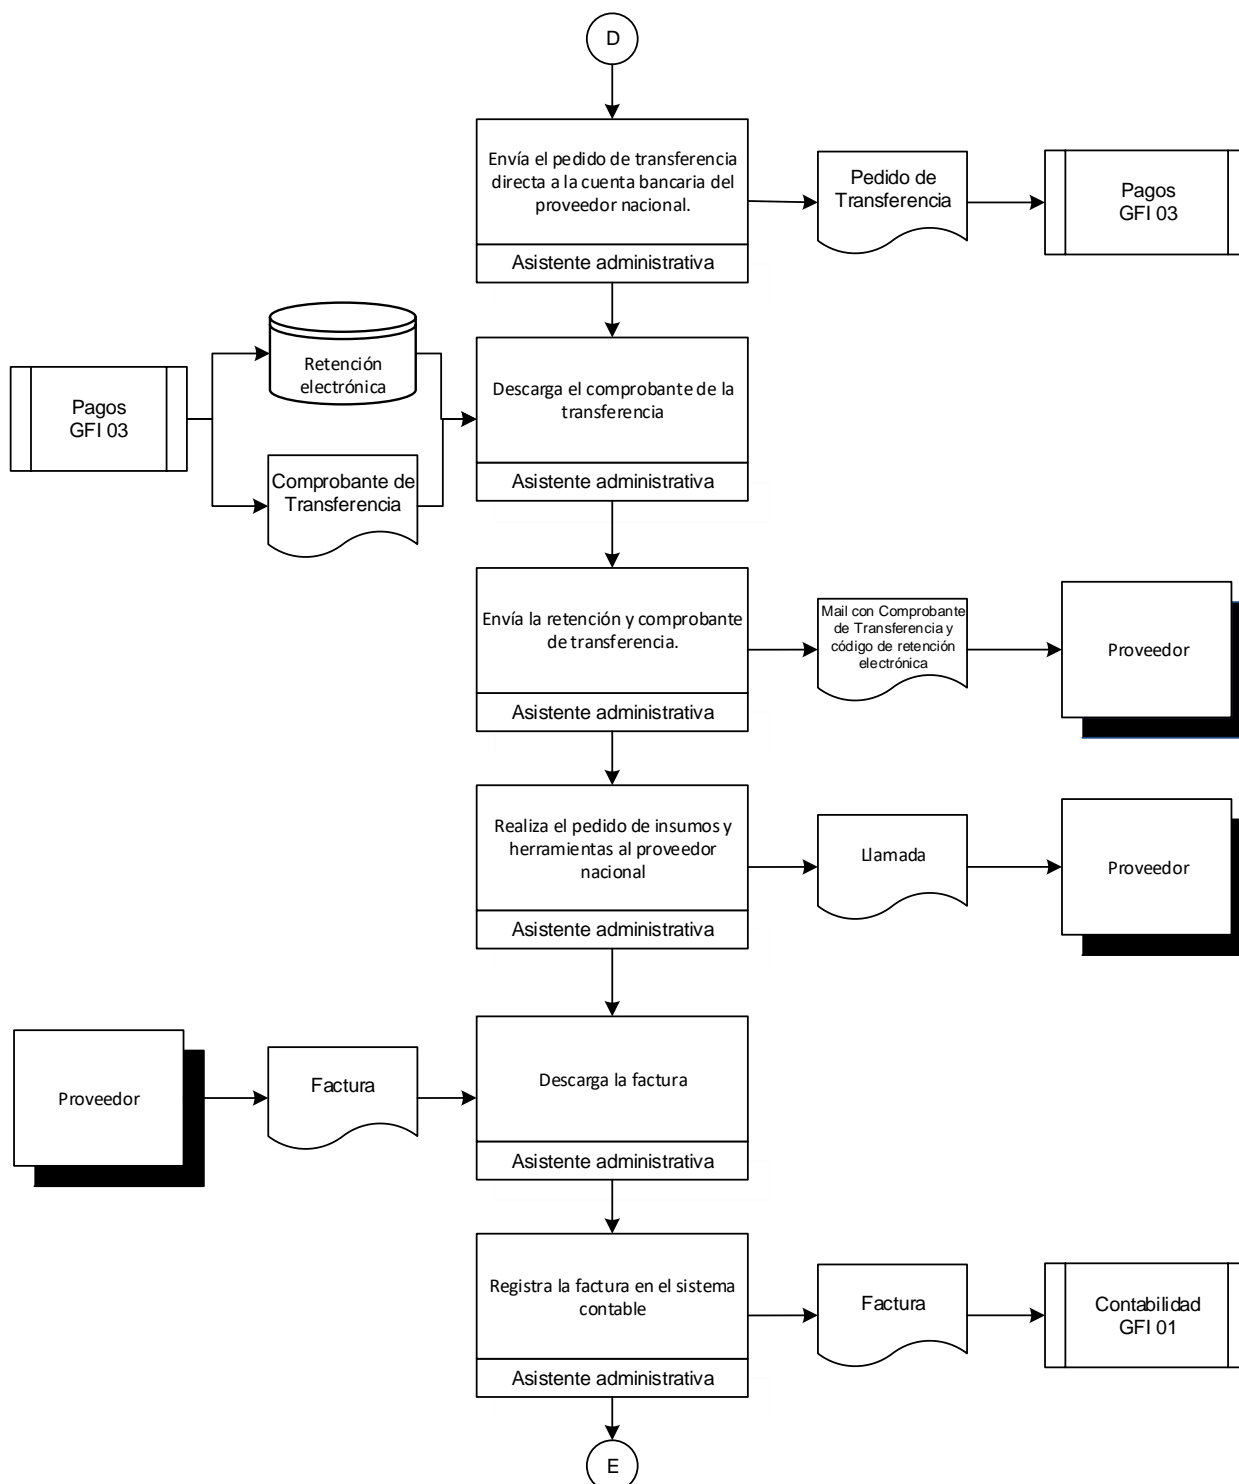 D
Envía el pedido de transferencia
directa a la cuenta bancaria del
proveedor nacional.
Asistente administrativa
Pedido de
Transferencia
Pagos
GFI 03
Pagos
GFI 03
Retención
electrónica
Comprobante de
Transferencia
Descarga el comprobante de la
transferencia
Asistente administrativa
Envía la retención y comprobante
de transferencia.
Asistente administrativa
Mail con Comprobante
de Transferencia y
código de retención
electrónica
Proveedor
Realiza el pedido de insumos y
herramientas al proveedor
nacional
Asistente administrativa
Llamada
Proveedor
Proveedor
Factura
Descarga la factura
Asistente administrativa
Registra la factura en el sistema
contable
Asistente administrativa
Factura
Contabilidad
GFI 01
E